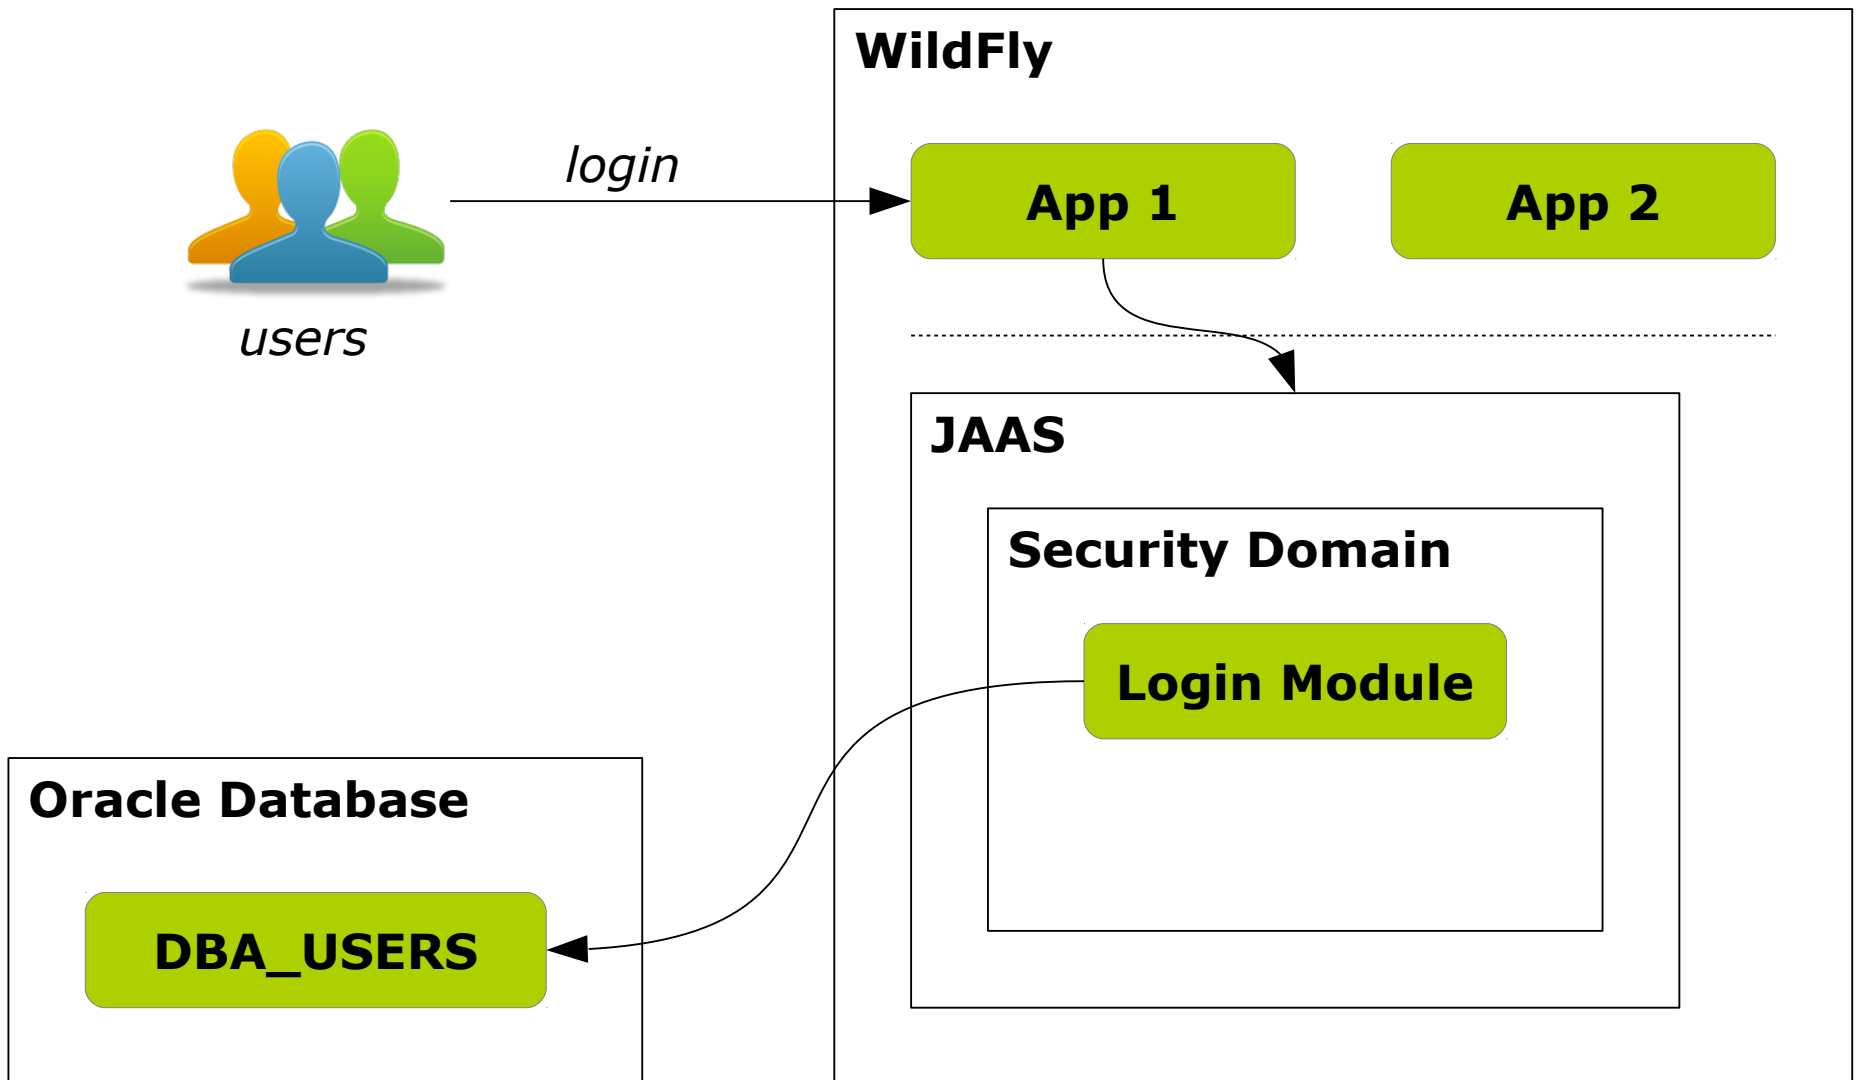 WildFly
login
App 1
App 2
users
JAAS
Security Domain
Login Module
Oracle Database
DBA_USERS